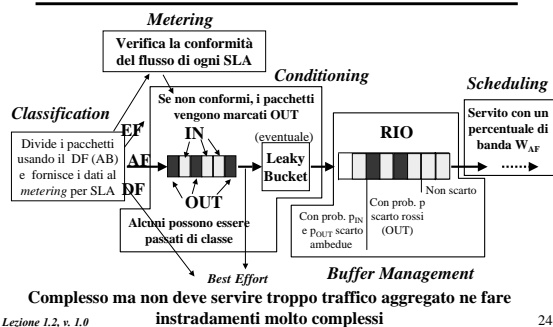 Metering
Verifica la conformità
del flusso di ogni SLA
Conditioning
Scheduling
Se non conformi, i pacchetti
vengono marcati OUT
Servito con un
percentuale di
banda W_AF
Classification
EF
Divide i pacchetti
usando il DF (AB)
e fornisce i dati al
metering per SLA
AF
DF
IN
OUT
(eventuale)
Leaky
Bucket
RIO
......
Non scarto
Con prob. p
scarto rossi
(OUT)
Con prob. p_IN
e p_OUT scarto
ambedue
Alcuni possono essere
passati di classe
Best Effort
Buffer Management
Complesso ma non deve servire troppo traffico aggregato ne fare
instradamenti molto complessi
Lezione 1.2, v. 1.0
24